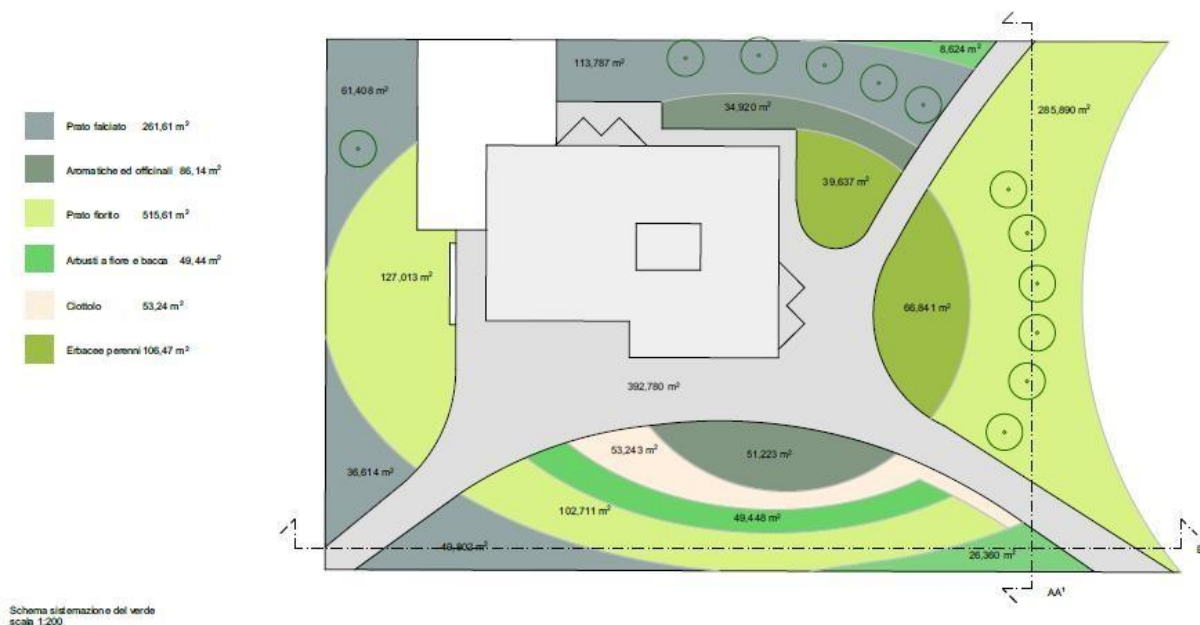 8,624 m²
113,787 m²
61,408 m²
34,920 m²
285,890 m²
Prato falciato 261,61 m²
Aromatiche ed officinali 86,14 m²
39,637 m²
Prato fiorito 515,61 m²
Arbusti a fiore e bacca 49,44 m²
127,013 m²
Ciottolo 53,24 m²
66,841 m²
Erbacee perenni 106,47 m²
392,780 m²
53,243 m²
51,223 m²
36,614 m²
102,711 m²
49,448 m²
26,360 m²
AA¹
Schema sistemazione del verde
scala 1:200